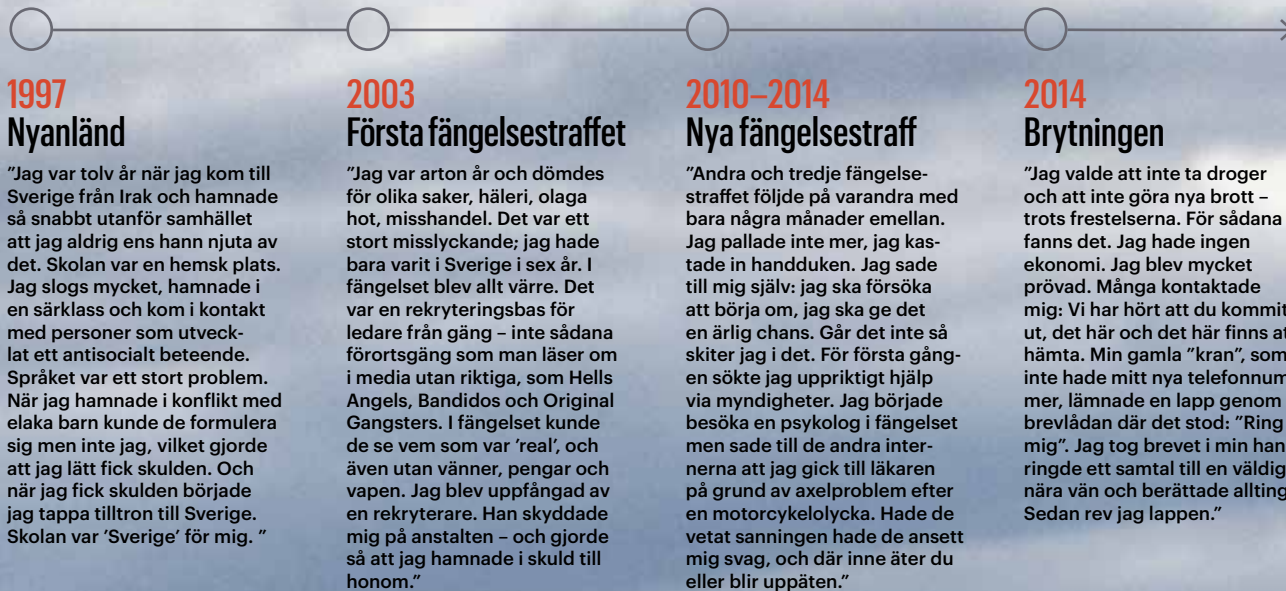 1997
Nyanländ
"Jag var tolv år när jag kom till
Sverige från Irak och hamnade
så snabbt utanför samhället
att jag aldrig ens hann njuta av
det. Skolan var en hemsk plats.
Jag slogs mycket, hamnade i
en särklass och kom i kontakt
med personer som utveck-
lat ett antisocialt beteende.
Språket var ett stort problem.
När jag hamnade i konflikt med
elaka barn kunde de formulera
sig men inte jag, vilket gjorde
att jag lätt fick skulden. Och
när jag fick skulden började
jag tappa tilltron till Sverige.
Skolan var ’Sverige’ för mig. ”
2003
Första fängelsestraffet
”Jag var arton år och dömdes
för olika saker, häleri, olaga
hot, misshandel. Det var ett
stort misslyckande; jag hade
bara varit i Sverige i sex år. I
fängelset blev allt värre. Det
var en rekryteringsbas för
ledare från gäng – inte sådana
förortsgäng som man läser om
i media utan riktiga, som Hells
Angels, Bandidos och Original
Gangsters. I fängelset kunde
de se vem som var ’real’, och
även utan vänner, pengar och
vapen. Jag blev uppfångad av
en rekryterare. Han skyddade
mig på anstalten – och gjorde
så att jag hamnade i skuld till
honom.”
2010–2014
Nya fängelsestraff
”Andra och tredje fängelse-
straffet följde på varandra med
bara några månader emellan.
Jag pallade inte mer, jag kas-
tade in handduken. Jag sade
till mig själv: jag ska försöka
att börja om, jag ska ge det
en ärlig chans. Går det inte så
skiter jag i det. För första gång-
en sökte jag uppriktigt hjälp
via myndigheter. Jag började
besöka en psykolog i fängelset
men sade till de andra inter-
nerna att jag gick till läkaren
på grund av axelproblem efter
en motorcykelolycka. Hade de
vetat sanningen hade de ansett
mig svag, och där inne äter du
eller blir uppäten.”
2014
Brytningen
”Jag valde att inte ta droger
och att inte göra nya brott –
trots frestelserna. För sådana
fanns det. Jag hade ingen
ekonomi. Jag blev mycket
prövad. Många kontaktade
mig: Vi har hört att du kommit
ut, det här och det här finns at
hämta. Min gamla ”kran”, som
inte hade mitt nya telefonnum
mer, lämnade en lapp genom
brevlådan där det stod: ”Ring
mig”. Jag tog brevet i min han
ringde ett samtal till en väldig
nära vän och berättade allting
Sedan rev jag lappen.”